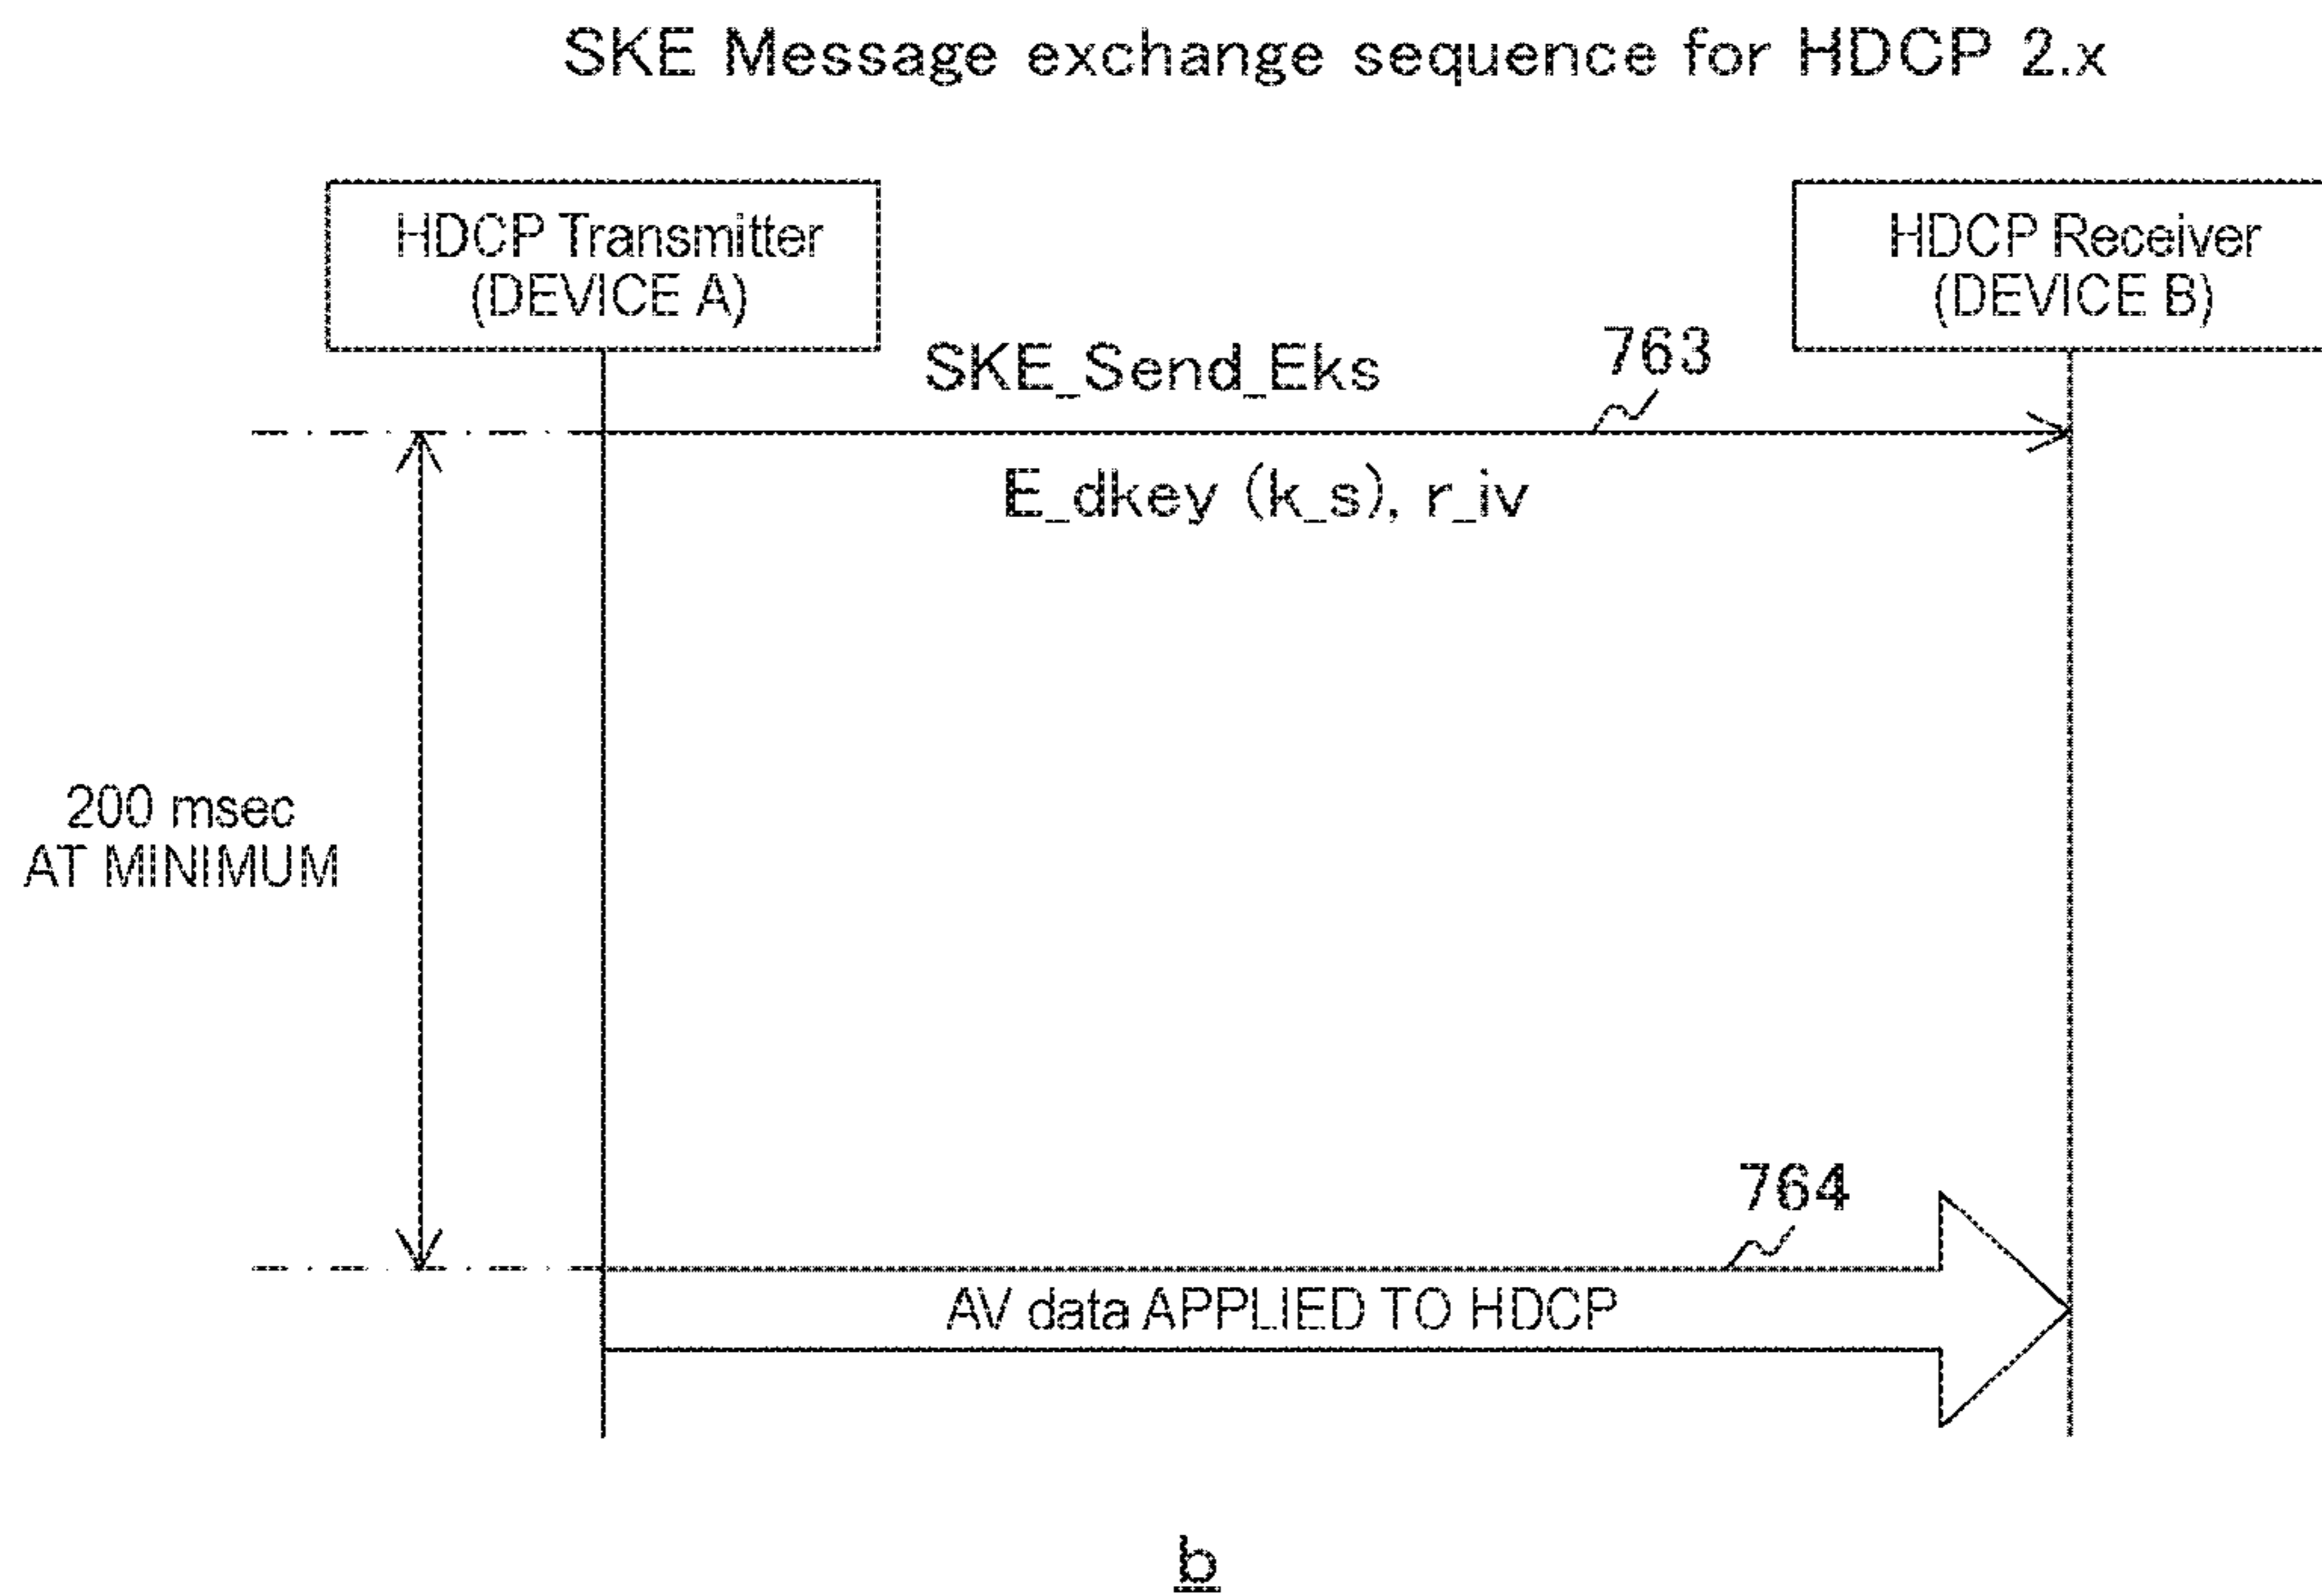 SKE Message exchange sequence for HDCP 2.x
HDCP Transmitter
(DEVICE A)
HDCP Receiver
(DEVICE B)
SKE_Send_Eks
763
E_dkey (k_s), r_iv
200 msec
AT MINIMUM
764
AV data APPLIED TO HDCP
b